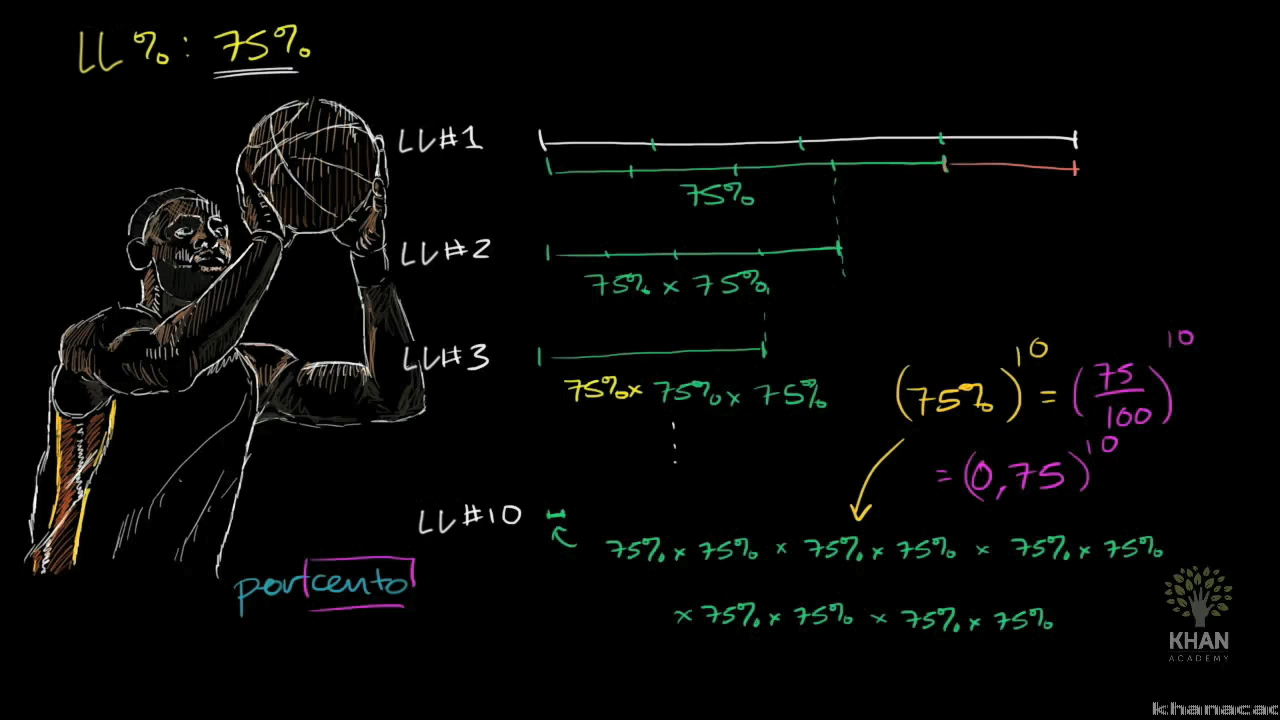 LL%: 75%
LL#1
75%
LL#2
75% x 75%
LL#3
75% x 75% x 75%
(75%)^10 = (75/100)^10
= (0,75)^10
LL#10
75% x 75% x 75% x 75% x 75% x 75%
x 75% x 75% x 75% x 75%
porcento
KHAN
ACADEMY
khanacad